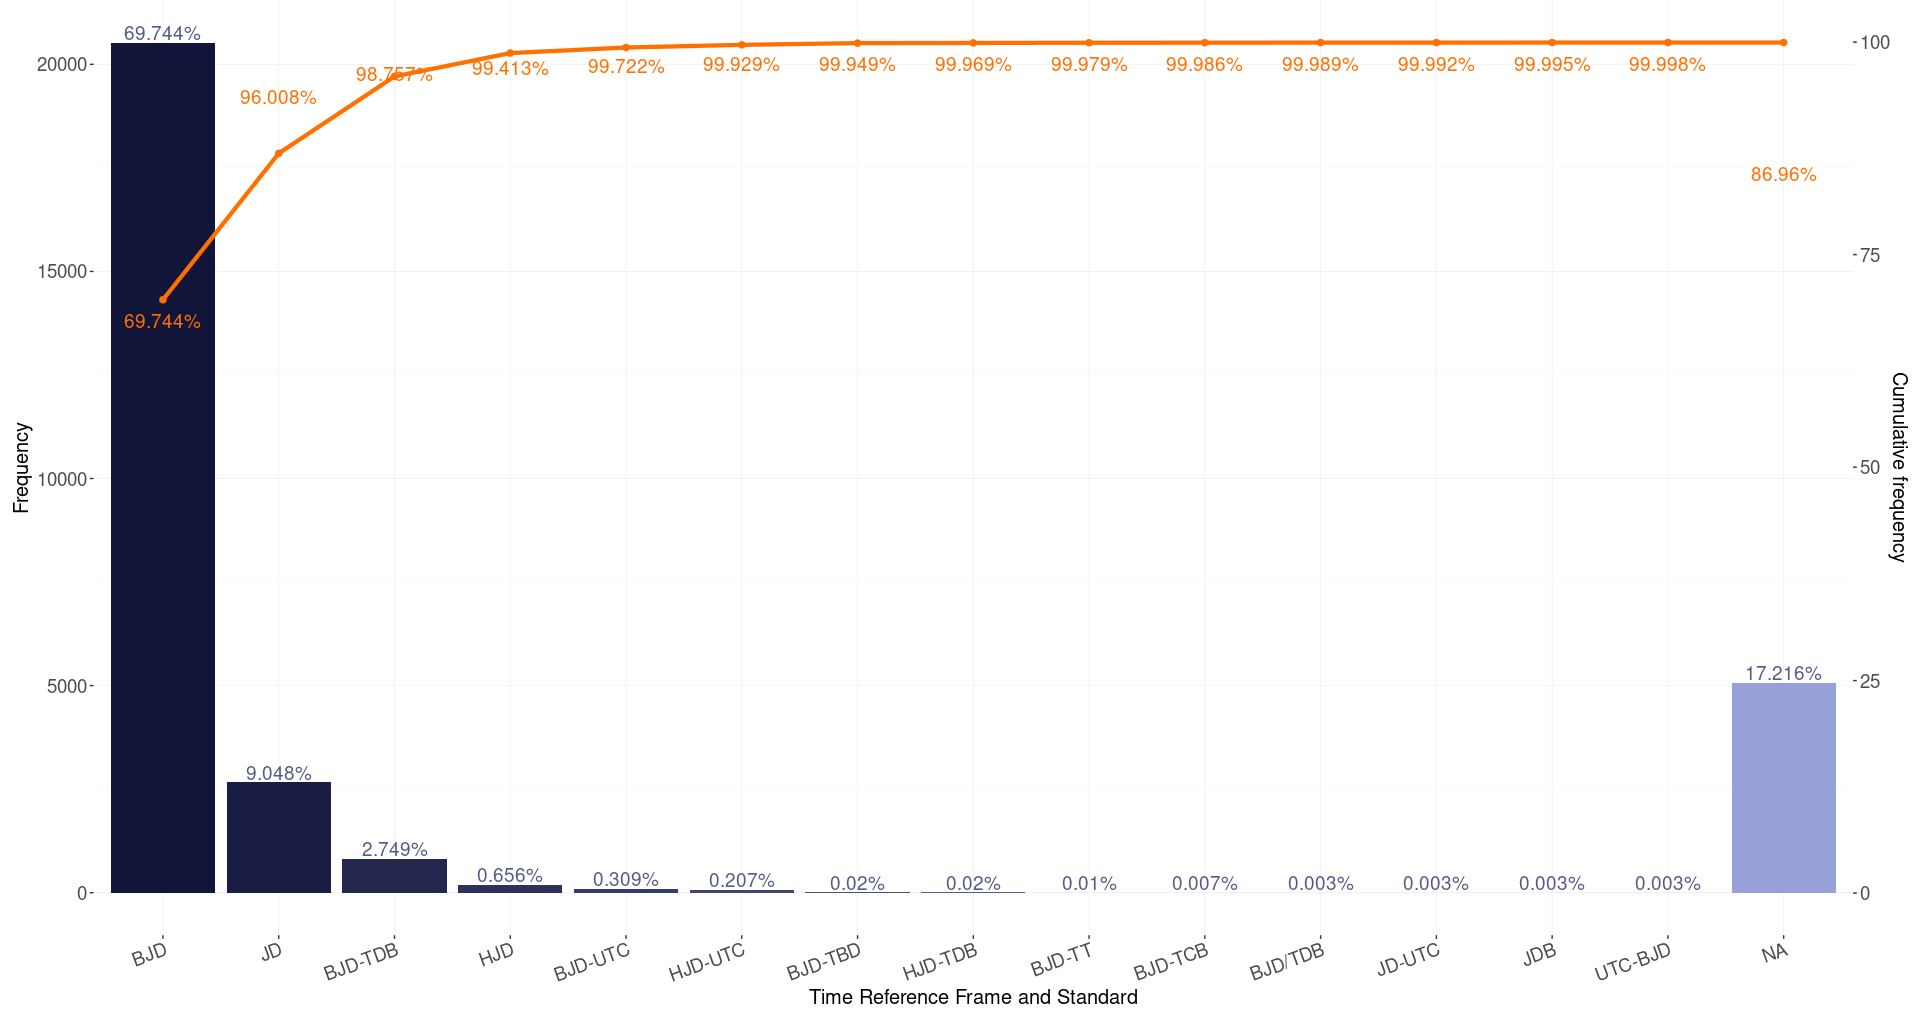 69.744%
98.757%
99.413%
99.722%
99.929%
99.949%
99.969%
99.979%
99.986%
99.989%
99.992%
99.995%
99.998%
96.008%
86.96%
69.744%
17.216%
9.048%
2.749%
0.656%
0.309%
0.207%
0.02%
0.02%
0.01%
0.007%
0.003%
0.003%
0.003%
0.003%
20000
15000
10000
5000
0
Frequency
100
75
50
25
0
Cumulative frequency
BJD
JD
BJD-TDB
HJD
BJD-UTC
HJD-UTC
BJD-TBD
HJD-TDB
BJD-TT
BJD-TCB
BJD/TDB
JD-UTC
JDB
UTC-BJD
NA
Time Reference Frame and Standard